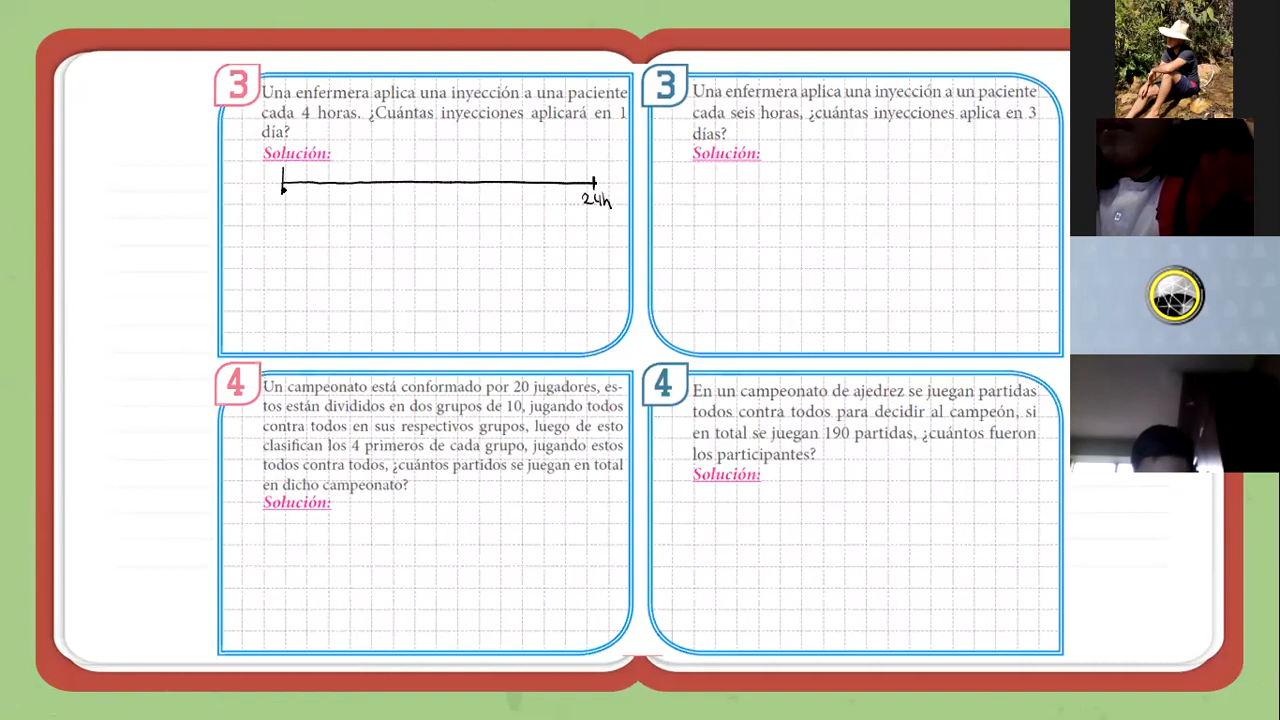 3
Una enfermera aplica una inyección a una paciente
cada 4 horas. ¿Cuántas inyecciones aplicará en 1
día?
Solución:
24h
3
Una enfermera aplica una inyección a un paciente
cada seis horas, ¿cuántas inyecciones aplica en 3
días?
Solución:
4
Un campeonato está conformado por 20 jugadores, es-
tos están divididos en dos grupos de 10, jugando todos
contra todos en sus respectivos grupos, luego de esto
clasifican los 4 primeros de cada grupo, jugando estos
todos contra todos, ¿cuántos partidos se juegan en total
en dicho campeonato?
Solución:
4
En un campeonato de ajedrez se juegan partidas
todos contra todos para decidir al campeón, si
en total se juegan 190 partidas, ¿cuántos fueron
los participantes?
Solución: